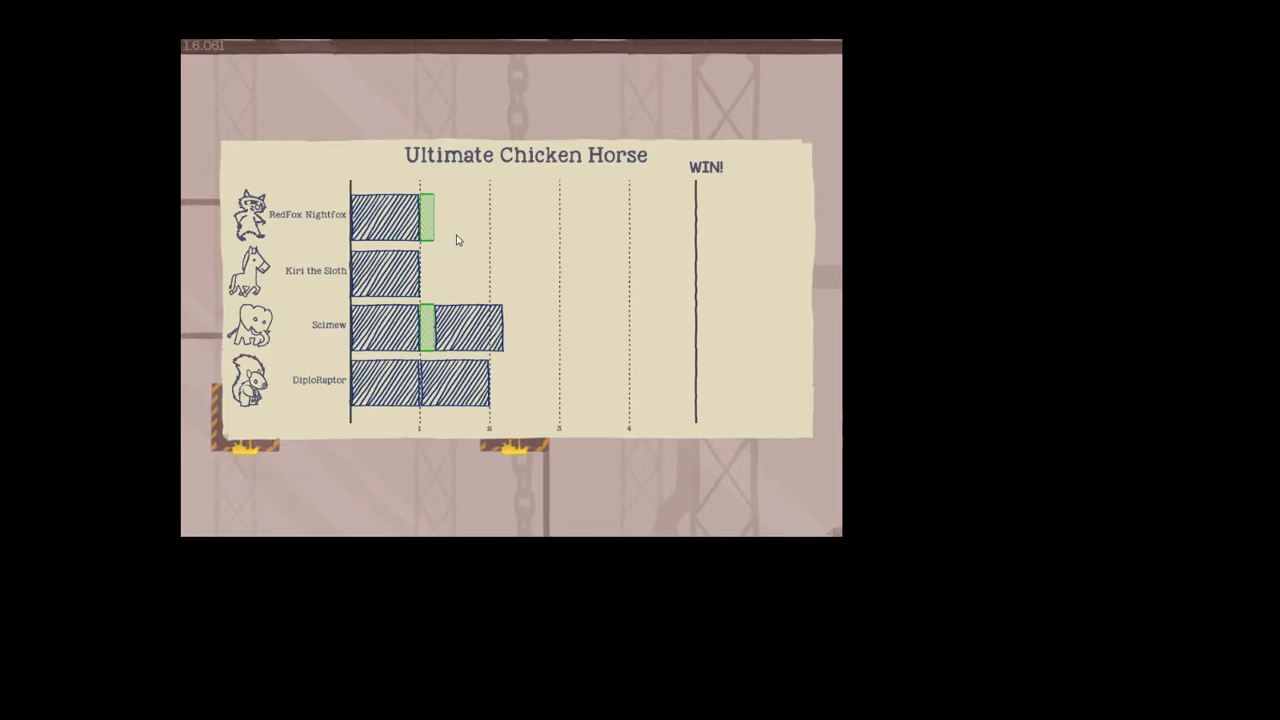 1.6.061
Ultimate Chicken Horse
WIN!
RedFox Nightfox
Kiri the Sloth
Scimew
DiploRaptor
1 2 3 4